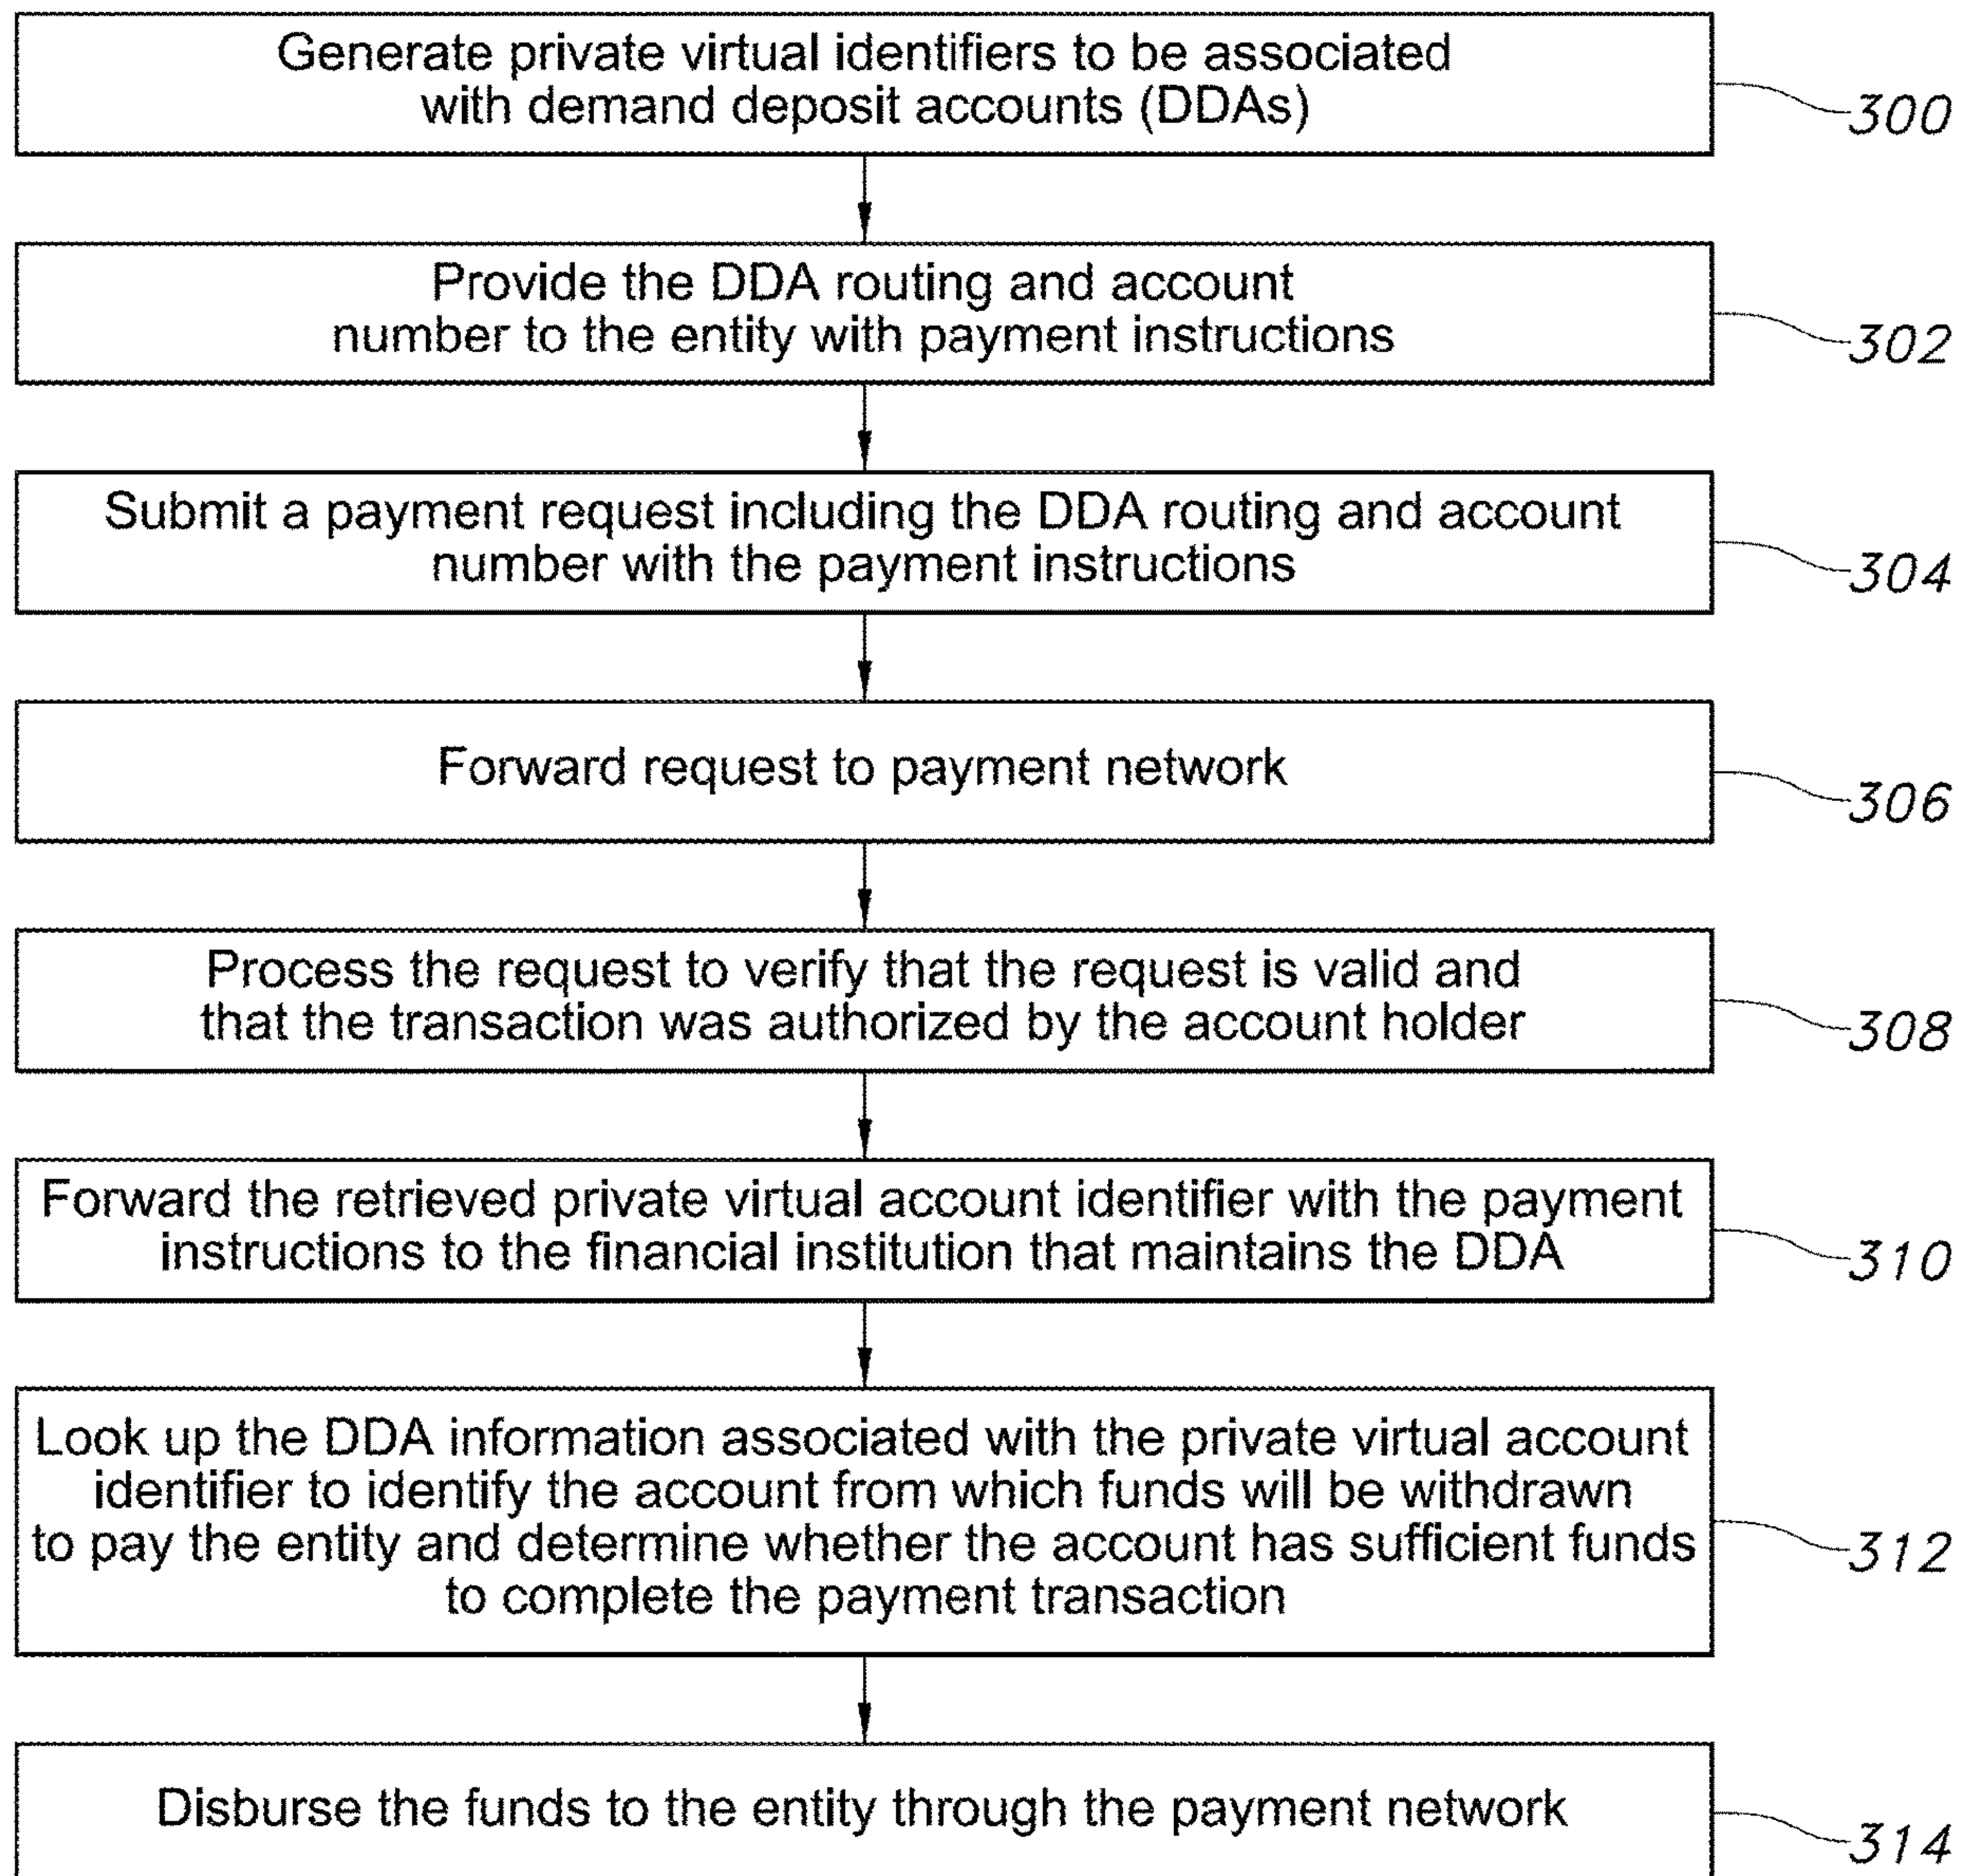 Generate private virtual identifiers to be associated
with demand deposit accounts (DDAs)
300
Provide the DDA routing and account
number to the entity with payment instructions
302
Submit a payment request including the DDA routing and account
number with the payment instructions
304
Forward request to payment network
306
Process the request to verify that the request is valid and
that the transaction was authorized by the account holder
308
Forward the retrieved private virtual account identifier with the payment
instructions to the financial institution that maintains the DDA
310
Look up the DDA information associated with the private virtual account
identifier to identify the account from which funds will be withdrawn
to pay the entity and determine whether the account has sufficient funds
to complete the payment transaction
312
Disburse the funds to the entity through the payment network
314